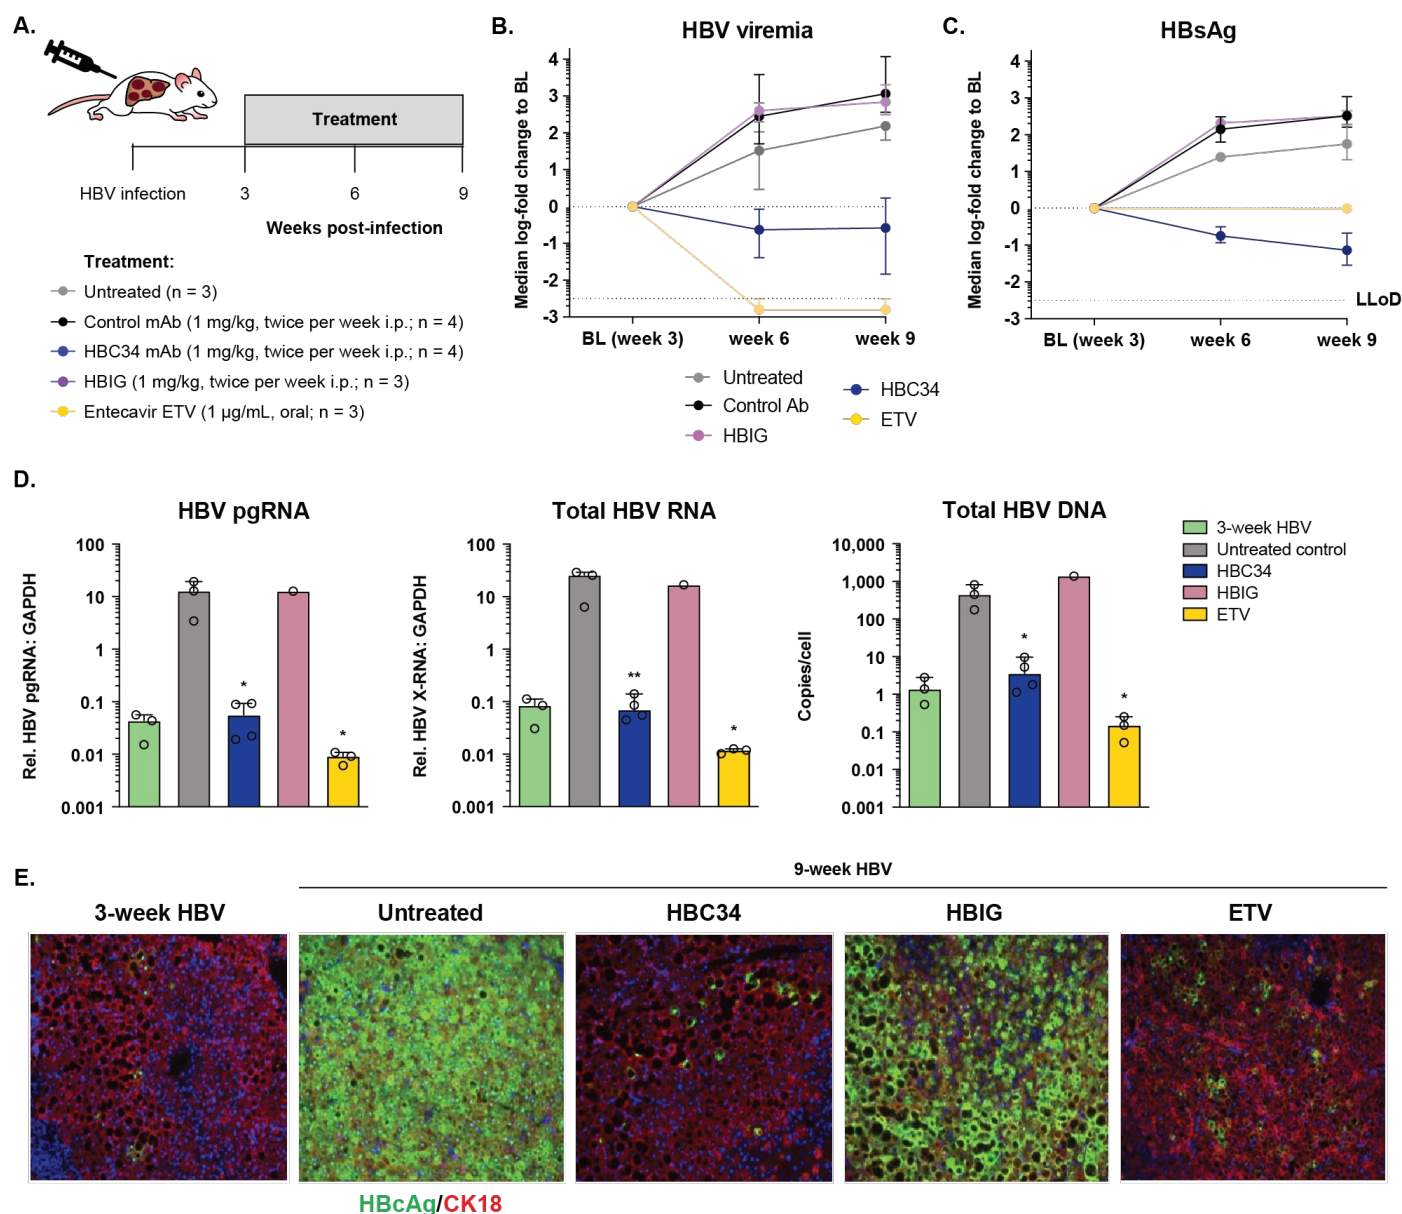 A.
Treatment
HBV infection
3
6
9
Weeks post-infection
Treatment:
Untreated (n = 3)
Control mAb (1 mg/kg, twice per week i.p.; n = 4)
HBC34 mAb (1 mg/kg, twice per week i.p.; n = 4)
HBIG (1 mg/kg, twice per week i.p.; n = 3)
Entecavir ETV (1 µg/mL, oral; n = 3)
B.
HBV viremia
Median log-fold change to BL
4
3
2
1
0
-1
-2
-3
BL (week 3)
week 6
week 9
C.
HBsAg
Median log-fold change to BL
4
3
2
1
0
-1
-2
-3
LLoD
BL (week 3)
week 6
week 9
Untreated
Control Ab
HBIG
HBC34
ETV
D.
HBV pgRNA
Rel. HBV pgRNA: GAPDH
100
10
1
0.1
0.01
0.001
*
*
Total HBV RNA
Rel. HBV X-RNA: GAPDH
100
10
1
0.1
0.01
0.001
**
*
Total HBV DNA
Copies/cell
10,000
1,000
100
10
1
0.1
0.01
0.001
*
*
3-week HBV
Untreated control
HBC34
HBIG
ETV
E.
9-week HBV
3-week HBV
Untreated
HBC34
HBIG
ETV
HBcAg/CK18